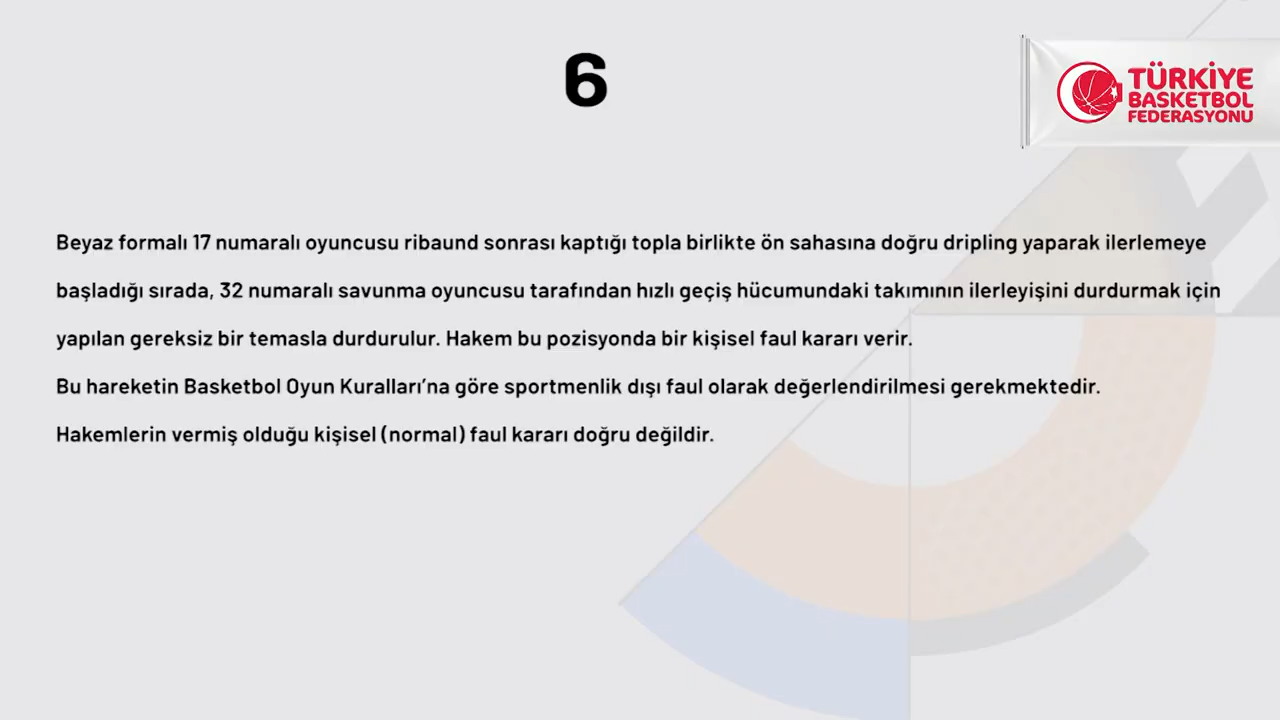 6
TÜRKİYE
BASKETBOL
FEDERASYONU
Beyaz formalı 17 numaralı oyuncusu ribaund sonrası kaptığı topla birlikte ön sahasına doğru dripling yaparak ilerlemeye
başladığı sırada, 32 numaralı savunma oyuncusu tarafından hızlı geçiş hücumundaki takımının ilerleyişini durdurmak için
yapılan gereksiz bir temasla durdurulur. Hakem bu pozisyonda bir kişisel faul kararı verir.
Bu hareketin Basketbol Oyun Kuralları’na göre sportmenlik dışı faul olarak değerlendirilmesi gerekmektedir.
Hakemlerin vermiş olduğu kişisel (normal) faul kararı doğru değildir.